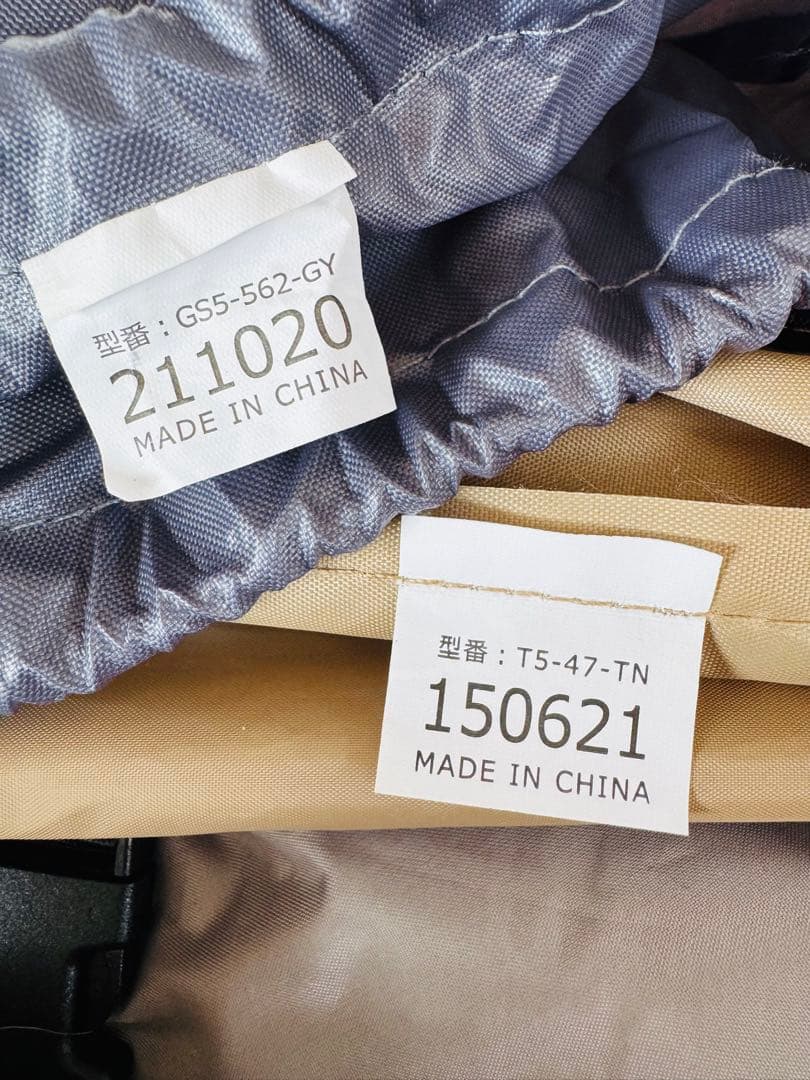 型番：GS5-562-GY
211020
MADE IN CHINA
型番：T5-47-TN
150621
MADE IN CHINA